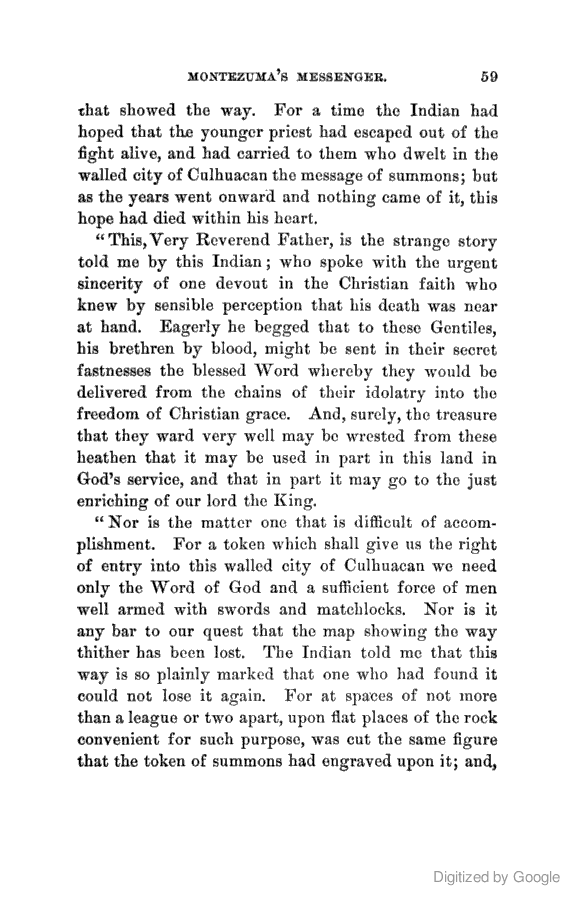 MONTEZUMA'S MESSENGER. 59
that showed the way. For a time the Indian had
hoped that the younger priest had escaped out of the
fight alive, and had carried to them who dwelt in the
walled city of Culhuacan the message of summons; but
as the years went onward and nothing came of it, this
hope had died within his heart.
"This, Very Reverend Father, is the strange story
told me by this Indian; who spoke with the urgent
sincerity of one devout in the Christian faith who
knew by sensible perception that his death was near
at hand. Eagerly he begged that to these Gentiles,
his brethren by blood, might be sent in their secret
fastnesses the blessed Word whereby they would be
delivered from the chains of their idolatry into the
freedom of Christian grace. And, surely, the treasure
that they ward very well may be wrested from these
heathen that it may be used in part in this land in
God's service, and that in part it may go to the just
enriching of our lord the King.
"Nor is the matter one that is difficult of accom-
plishment. For a token which shall give us the right
of entry into this walled city of Culhuacan we need
only the Word of God and a sufficient force of men
well armed with swords and matchlocks. Nor is it
any bar to our quest that the map showing the way
thither has been lost. The Indian told me that this
way is so plainly marked that one who had found it
could not lose it again. For at spaces of not more
than a league or two apart, upon flat places of the rock
convenient for such purpose, was cut the same figure
that the token of summons had engraved upon it; and,
Digitized by Google